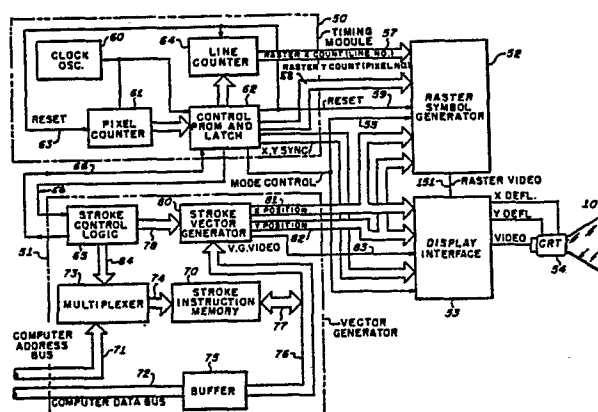 50
57
TIMING MODULE
60
CLOCK OSC.
64
LINE COUNTER
RASTER X COUNT (LINE NO.)
RASTER Y COUNT (PIXEL NO.)
52
58
61
62
RESET
59
RESET
63
PIXEL COUNTER
CONTROL PROM AND LATCH
RASTER SYMBOL GENERATOR
55
X,Y SYNC
66
MODE CONTROL
151
RASTER VIDEO
80
81
X DEFL.
10
51
STROKE CONTROL LOGIC
65
78
STROKE VECTOR GENERATOR
X POSITION
Y POSITION
82
Y DEFL.
V.G. VIDEO
83
DISPLAY INTERFACE
VIDEO
CRT
54
73
84
74
70
MULTIPLEXER
STROKE INSTRUCTION MEMORY
77
53
VECTOR GENERATOR
COMPUTER ADDRESS BUS
71
75
76
72
BUFFER
COMPUTER DATA BUS